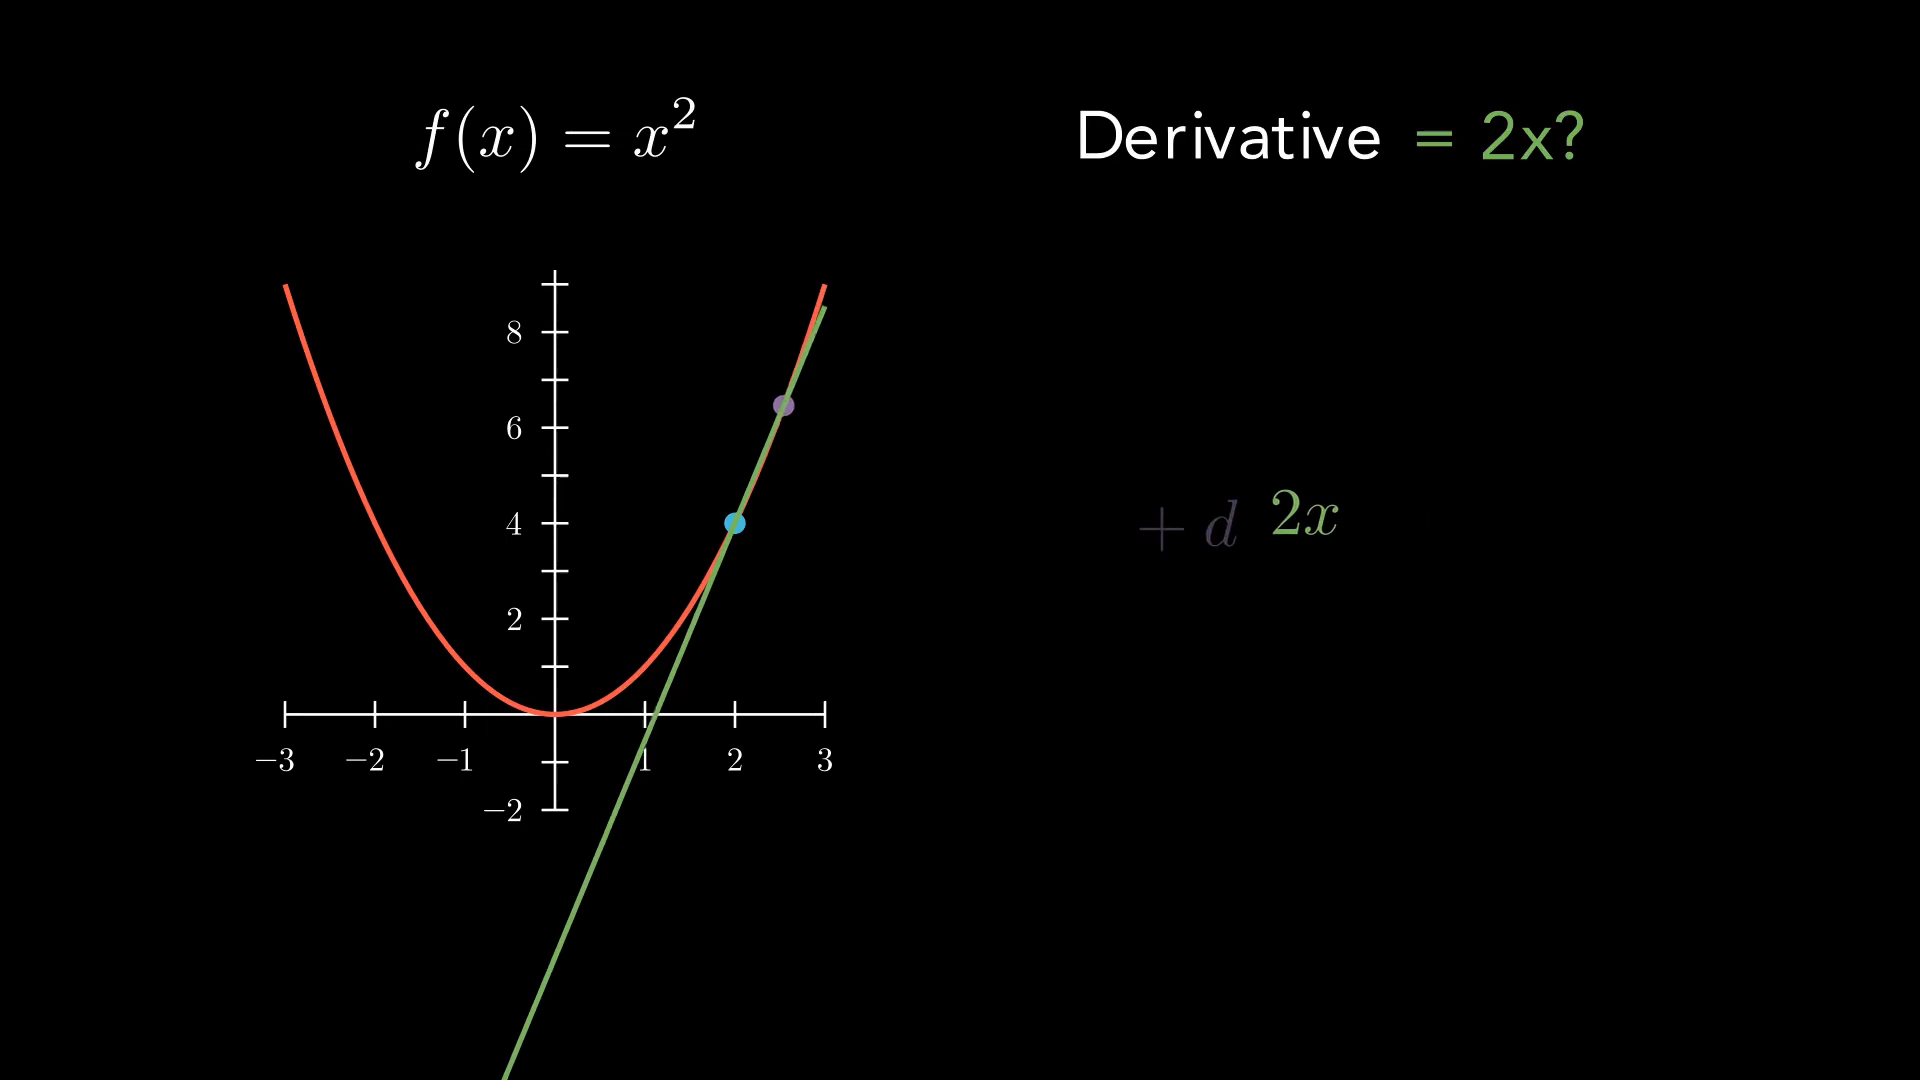 f(x) = x²
Derivative = 2x?
8
6
+ d 2x
4
2
−3 −2 −1 1 2 3
−2